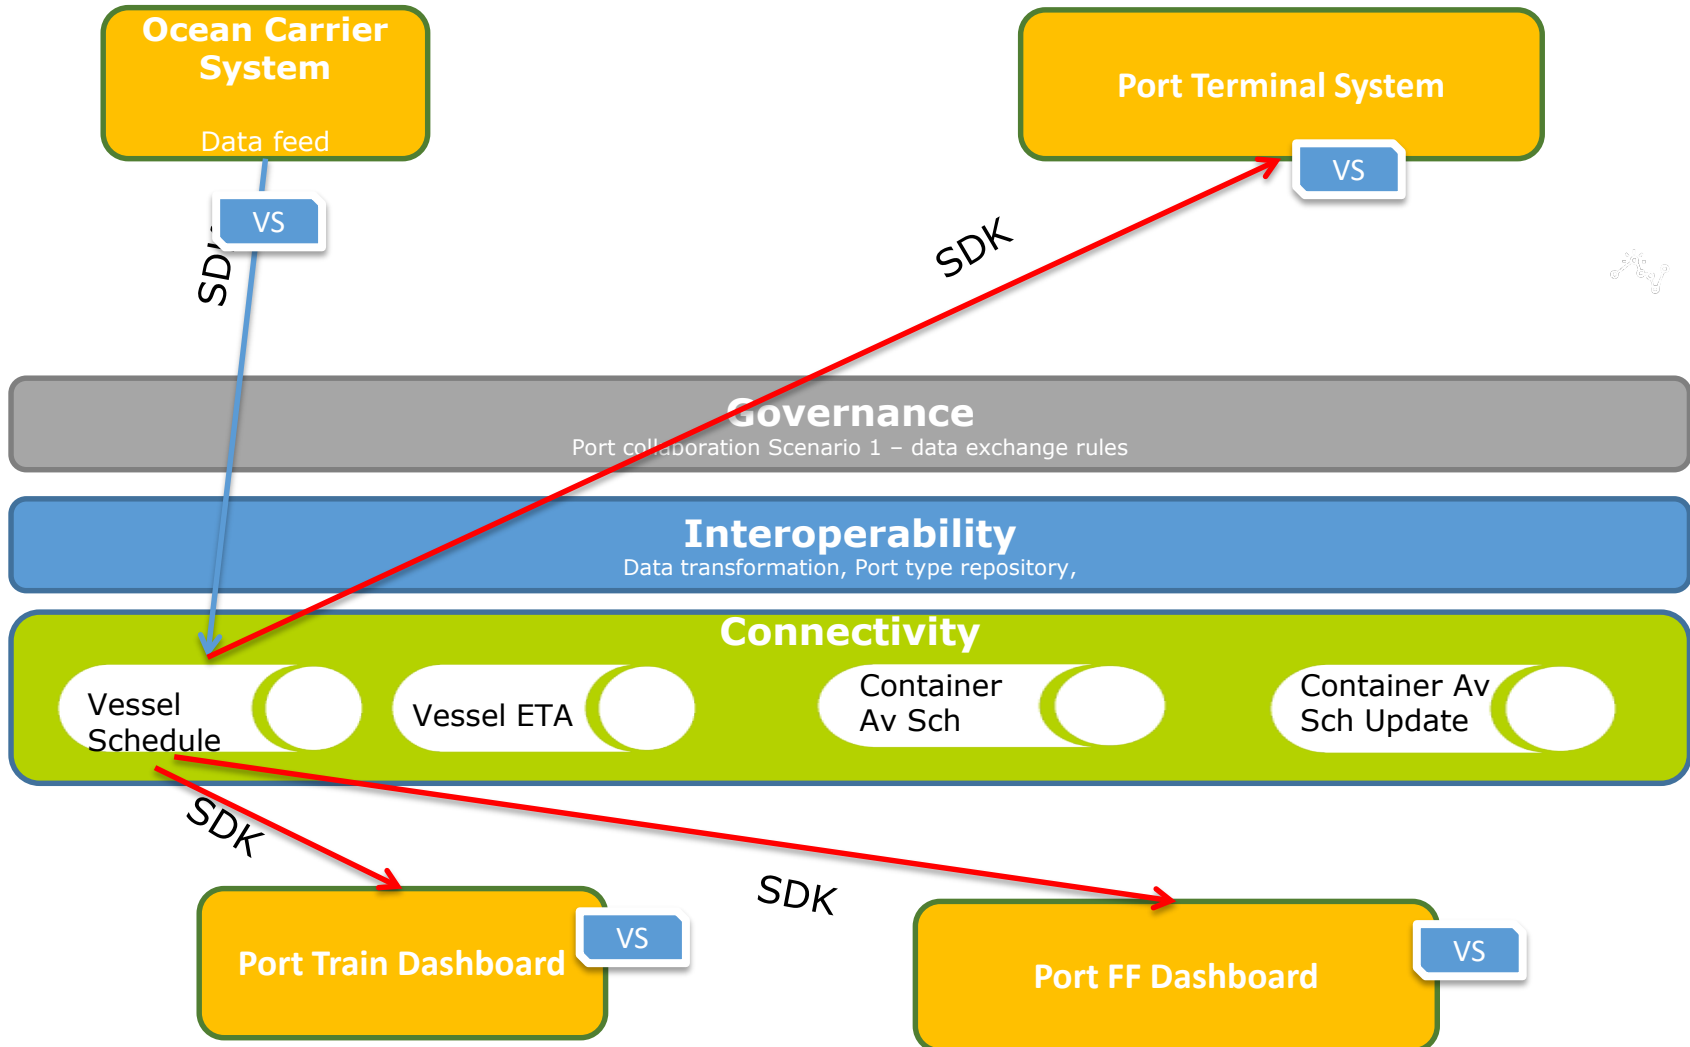 Ocean Carrier
System
Data feed
Port Terminal System
VS
VS
SDK
Governance
Port collaboration Scenario 1 – data exchange rules
Interoperability
Data transformation, Port type repository,
Connectivity
Vessel
Schedule
Vessel ETA
Container
Av Sch
Container Av
Sch Update
SDK
SDK
Port Train Dashboard
VS
Port FF Dashboard
VS